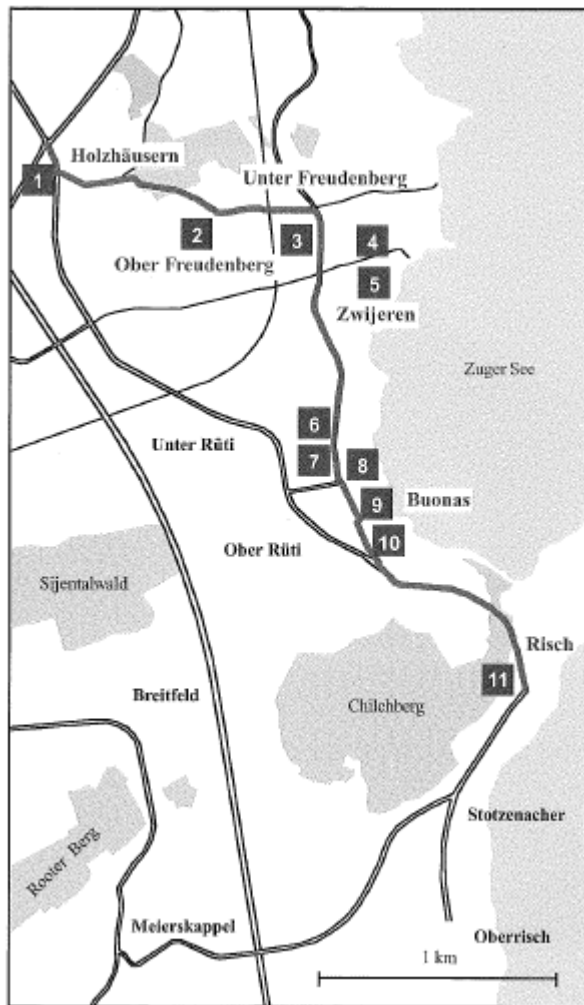 Holzhäusern
1
Unter Freudenberg
2
3
4
Ober Freudenberg
5
Zwijeren
Zuger See
6
Unter Rüti
7
8
Buonas
9
Ober Rüti
10
Sijentalwald
Risch
11
Breitfeld
Chilchberg
Stotzenacher
Rooter Berg
Meierskappel
Oberrisch
1 km